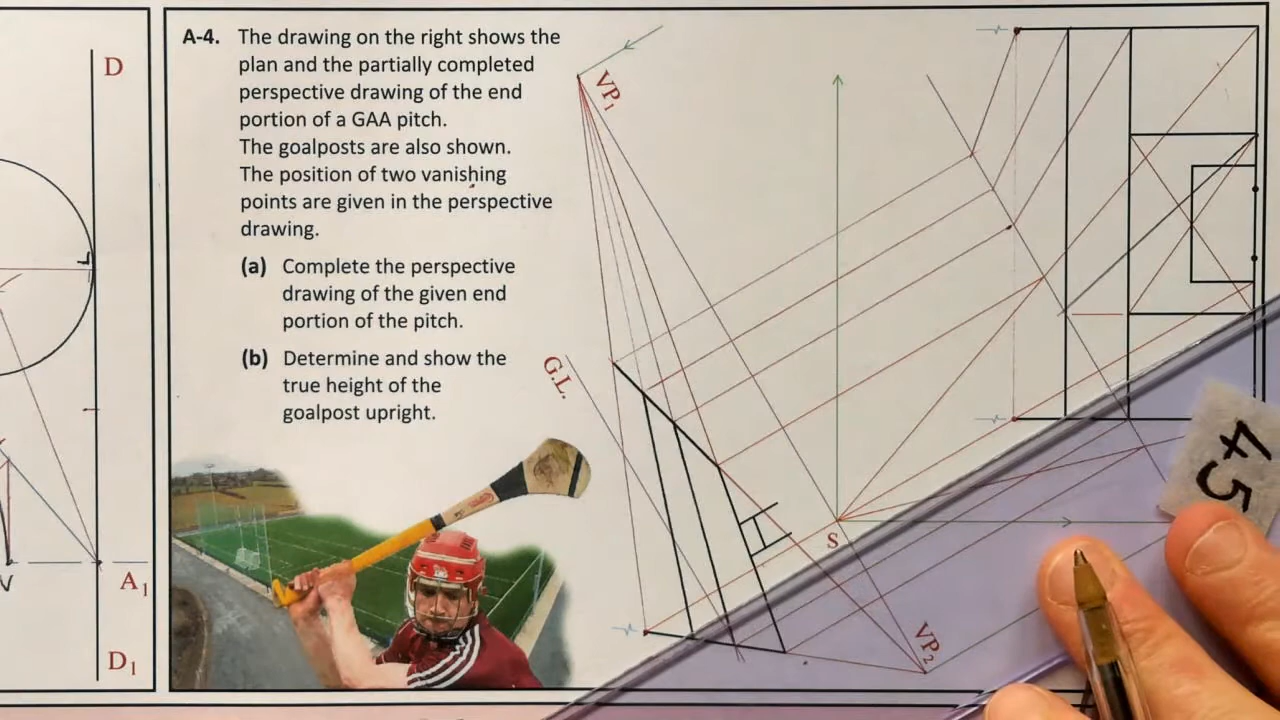 D
A₁
D₁
A-4. The drawing on the right shows the
plan and the partially completed
perspective drawing of the end
portion of a GAA pitch.
The goalposts are also shown.
The position of two vanishing
points are given in the perspective
drawing.
(a) Complete the perspective
drawing of the given end
portion of the pitch.
(b) Determine and show the
true height of the
goalpost upright.
VP₁
G.L.
S
VP₂
45